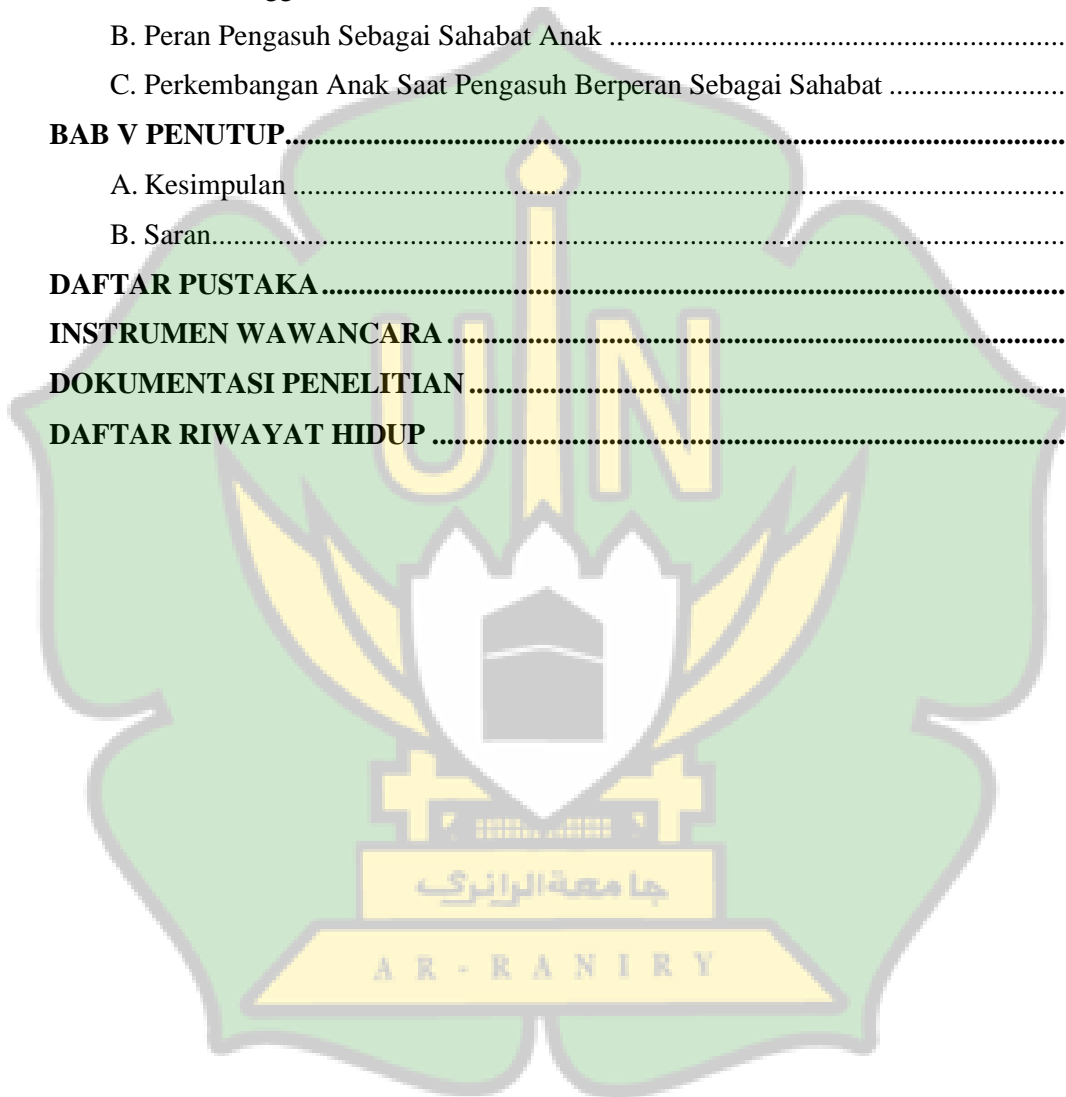 B. Peran Pengasuh Sebagai Sahabat Anak ................................................................
C. Perkembangan Anak Saat Pengasuh Berperan Sebagai Sahabat .........................
BAB V PENUTUP..........................................................................................................
A. Kesimpulan ..........................................................................................................
B. Saran.....................................................................................................................
DAFTAR PUSTAKA.....................................................................................................
INSTRUMEN WAWANCARA ....................................................................................
DOKUMENTASI PENELITIAN .................................................................................
DAFTAR RIWAYAT HIDUP ......................................................................................
UIN
جامعة الرانري
AR-RANIRY